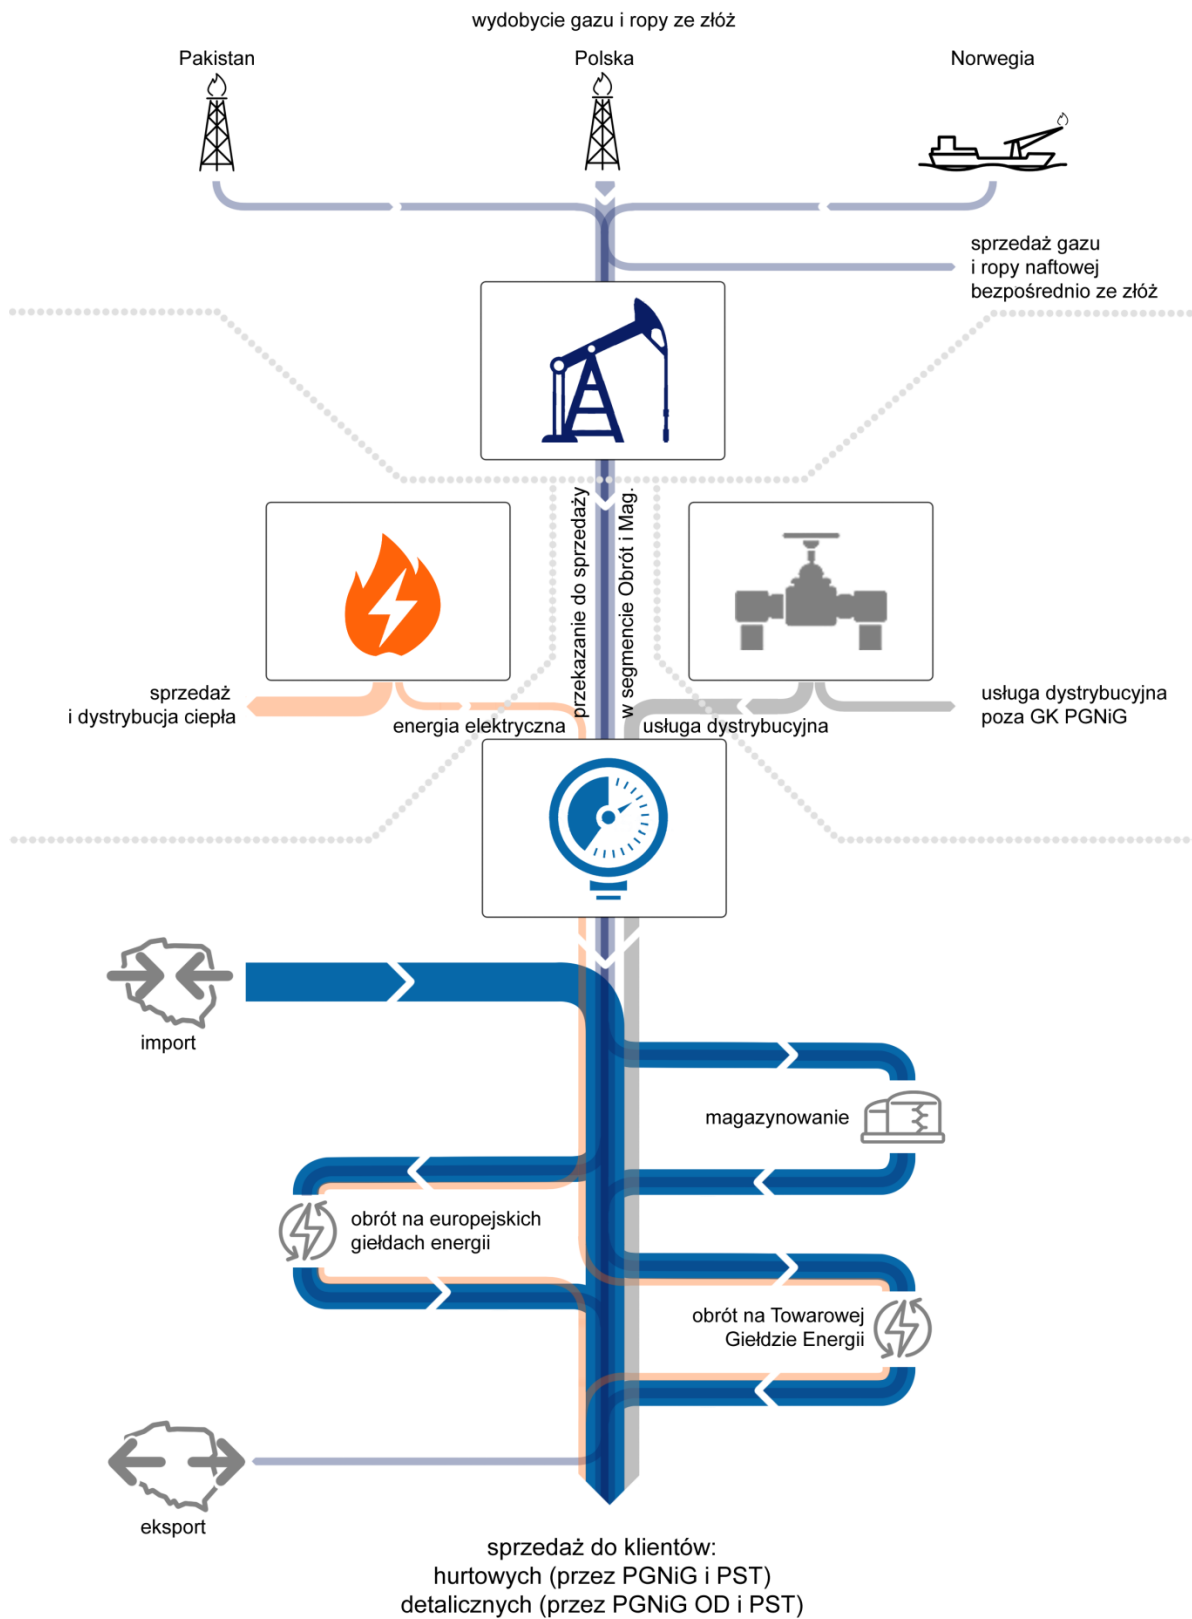 wydobycie gazu i ropy ze złóż
Pakistan
Polska
Norwegia
sprzedaż gazu
i ropy naftowej
bezpośrednio ze złóż
przekazanie do sprzedaży
w segmencie Obrót i Mag.
sprzedaż
i dystrybucja ciepła
energia elektryczna
usługa dystrybucyjna
usługa dystrybucyjna
poza GK PGNiG
import
magazynowanie
obrót na europejskich
giełdach energii
obrót na Towarowej
Giełdzie Energii
eksport
sprzedaż do klientów:
hurtowych (przez PGNiG i PST)
detalicznych (przez PGNiG OD i PST)